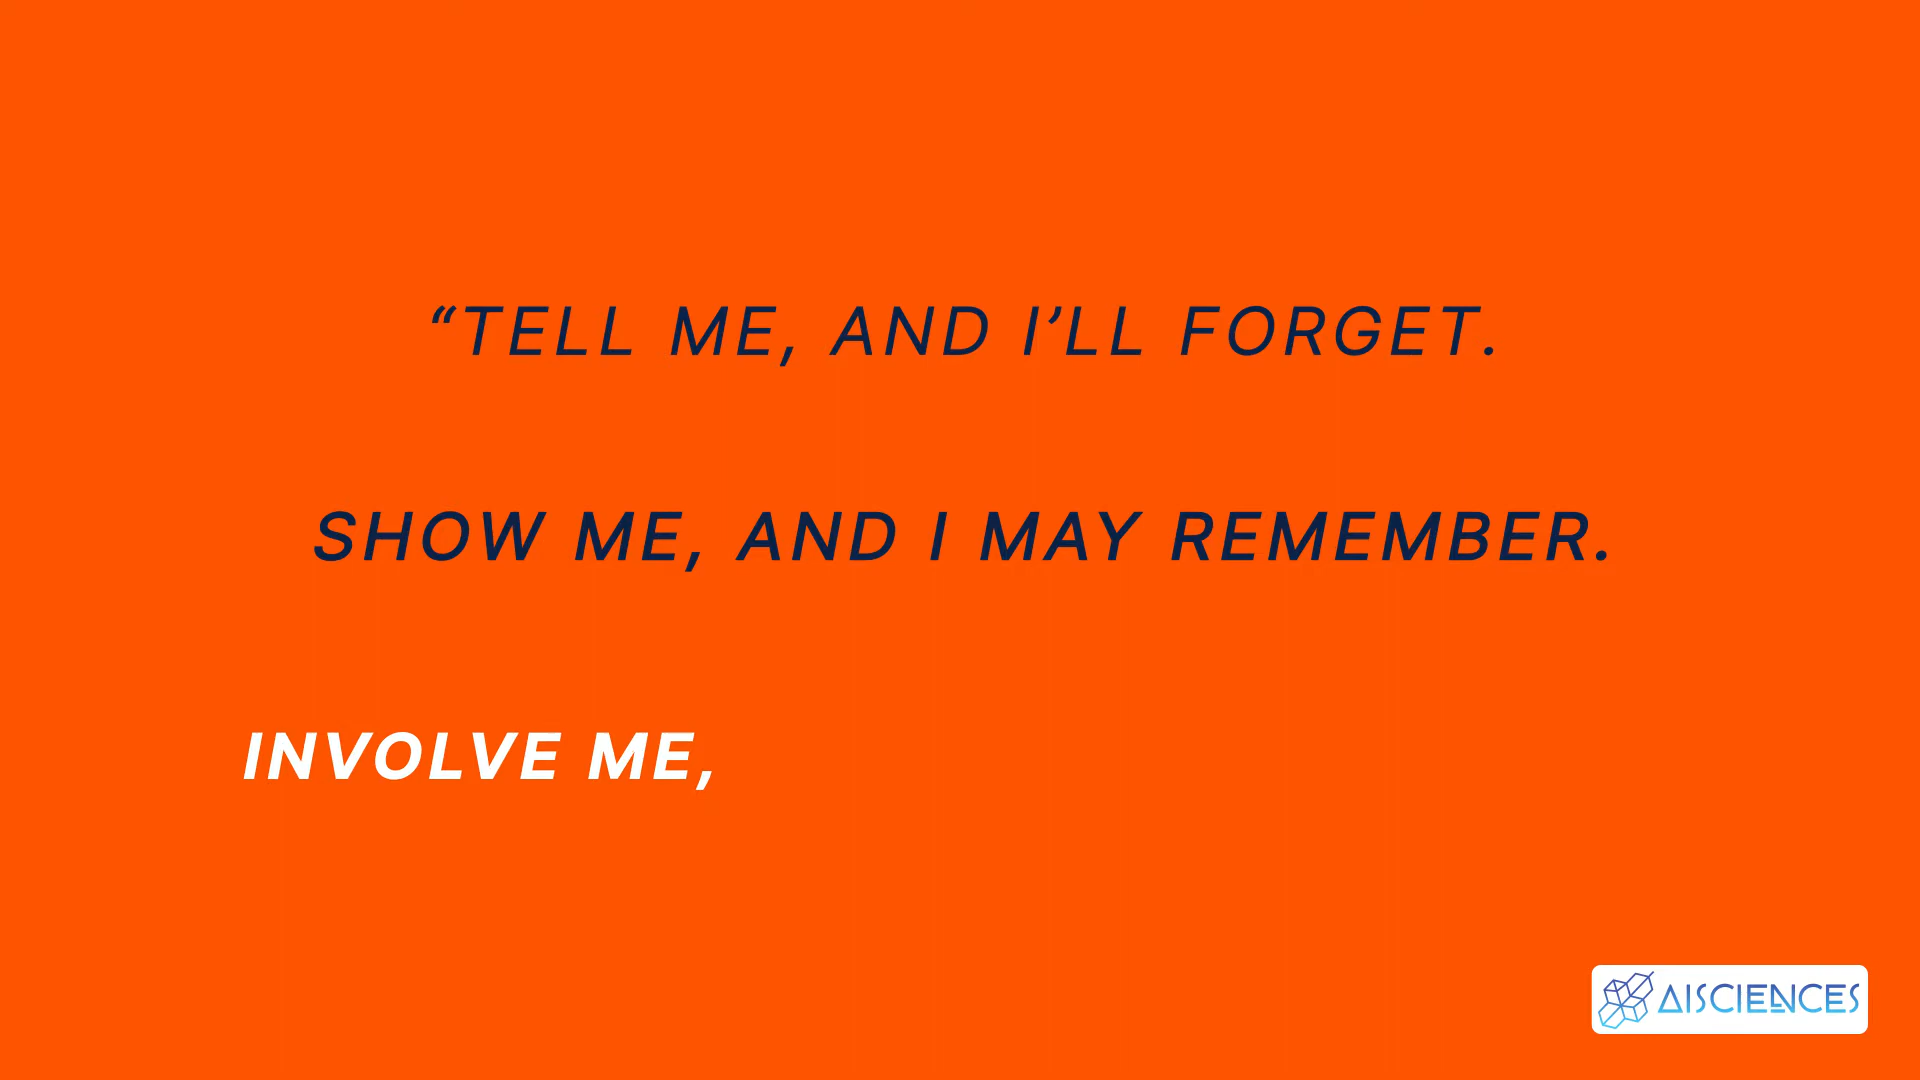 “TELL ME, AND I’LL FORGET.
SHOW ME, AND I MAY REMEMBER.
INVOLVE ME,
AISCIENCES